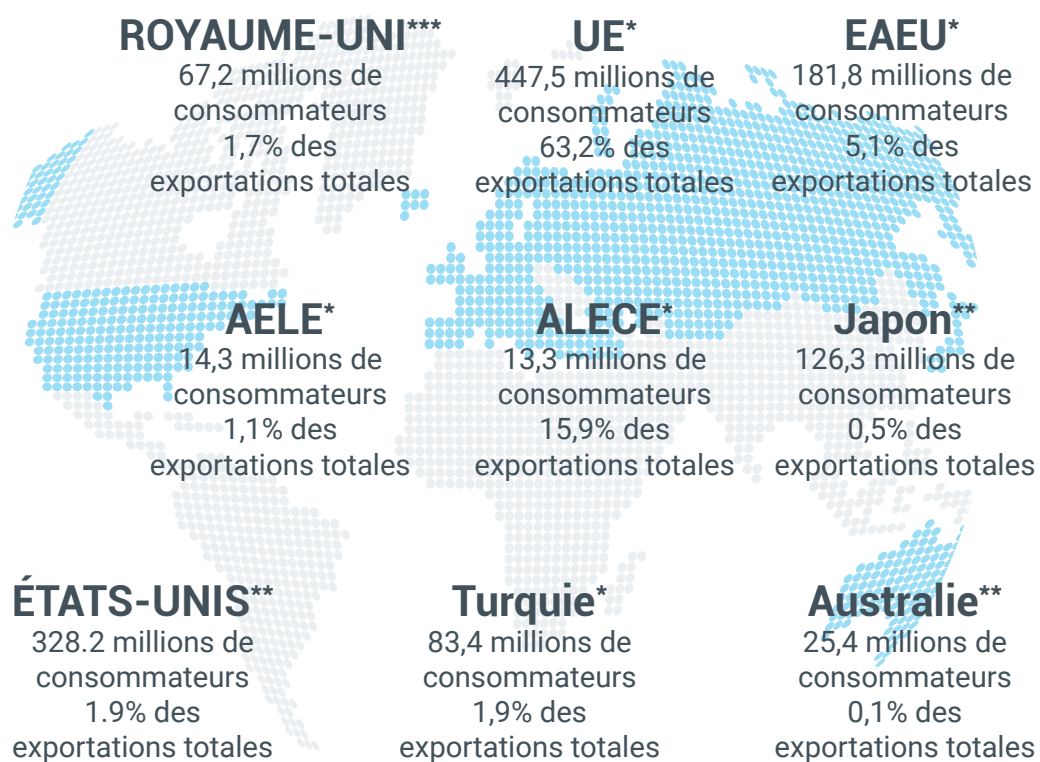 ROYAUME-UNI***
67,2 millions de
consommateurs
1,7% des
exportations totales
UE*
447,5 millions de
consommateurs
63,2% des
exportations totales
EAEU*
181,8 millions de
consommateurs
5,1% des
exportations totales
AELE*
14,3 millions de
consommateurs
1,1% des
exportations totales
ALECE*
13,3 millions de
consommateurs
15,9% des
exportations totales
Japon**
126,3 millions de
consommateurs
0,5% des
exportations totales
ÉTATS-UNIS**
328.2 millions de
consommateurs
1.9% des
exportations totales
Turquie*
83,4 millions de
consommateurs
1,9% des
exportations totales
Australie**
25,4 millions de
consommateurs
0,1% des
exportations totales